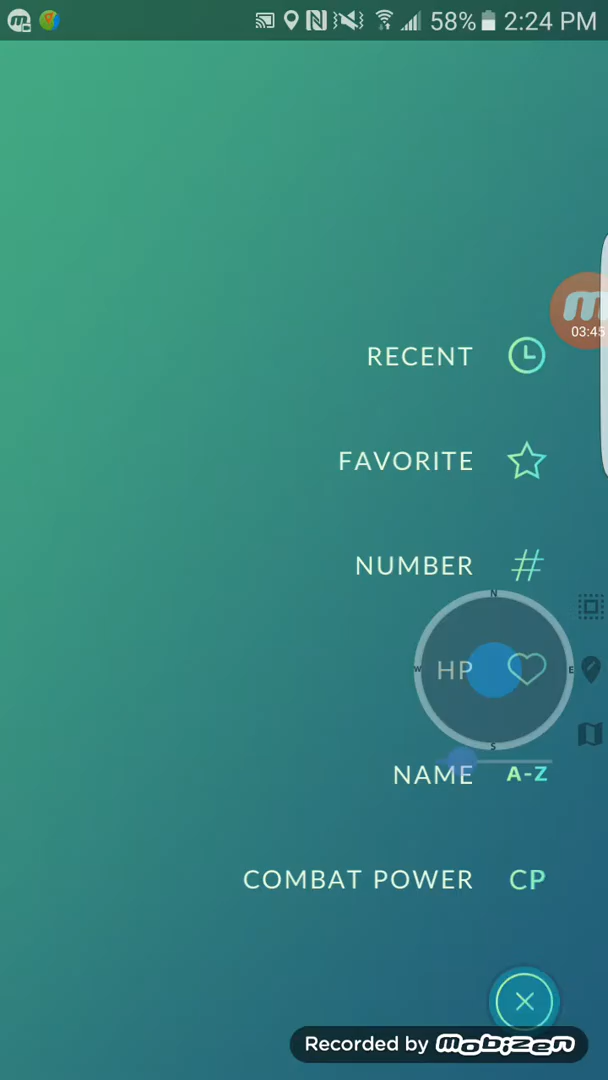 58% 2:24 PM
03:45
RECENT
FAVORITE
NUMBER #
N
W E
HP
S
NAME A-Z
COMBAT POWER CP
Recorded by mobizen